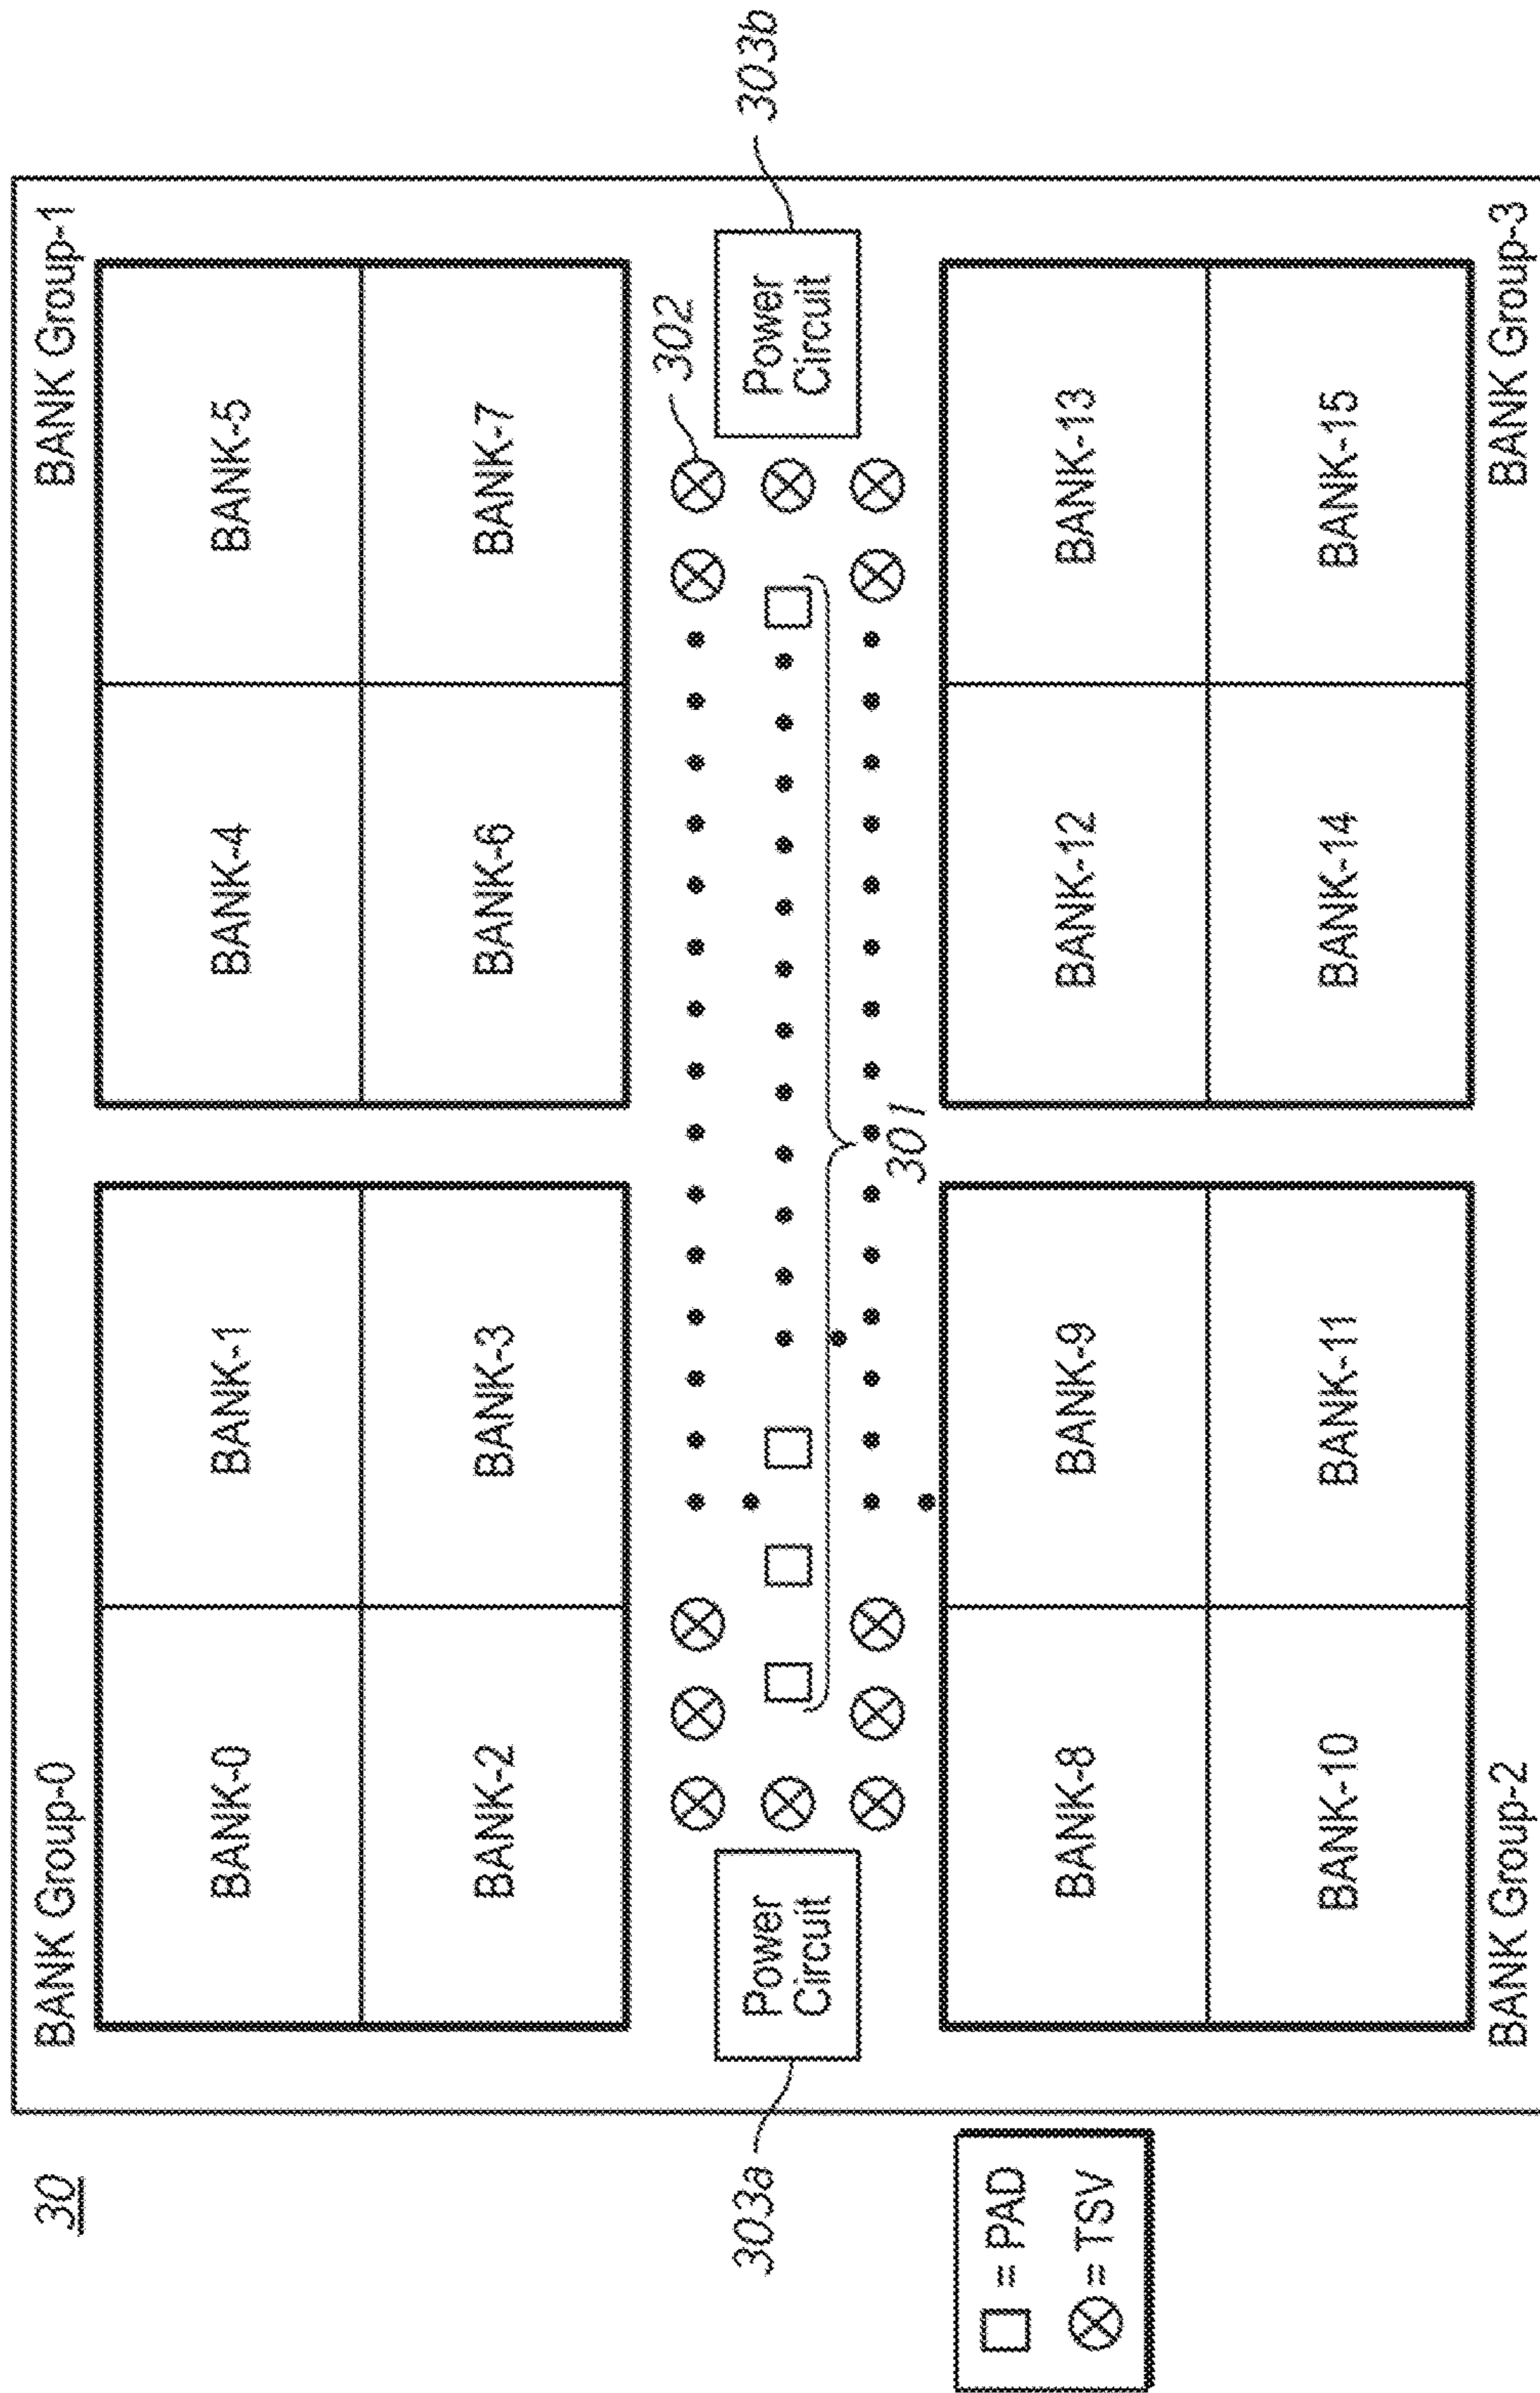 30
BANK Group-0
BANK Group-1
BANK-0
BANK-1
BANK-4
BANK-5
BANK-2
BANK-3
BANK-6
BANK-7
302
303a
Power
Circuit
Power
Circuit
303b
301
BANK-8
BANK-9
BANK-12
BANK-13
BANK-10
BANK-11
BANK-14
BANK-15
BANK Group-2
BANK Group-3
= PAD
= TSV